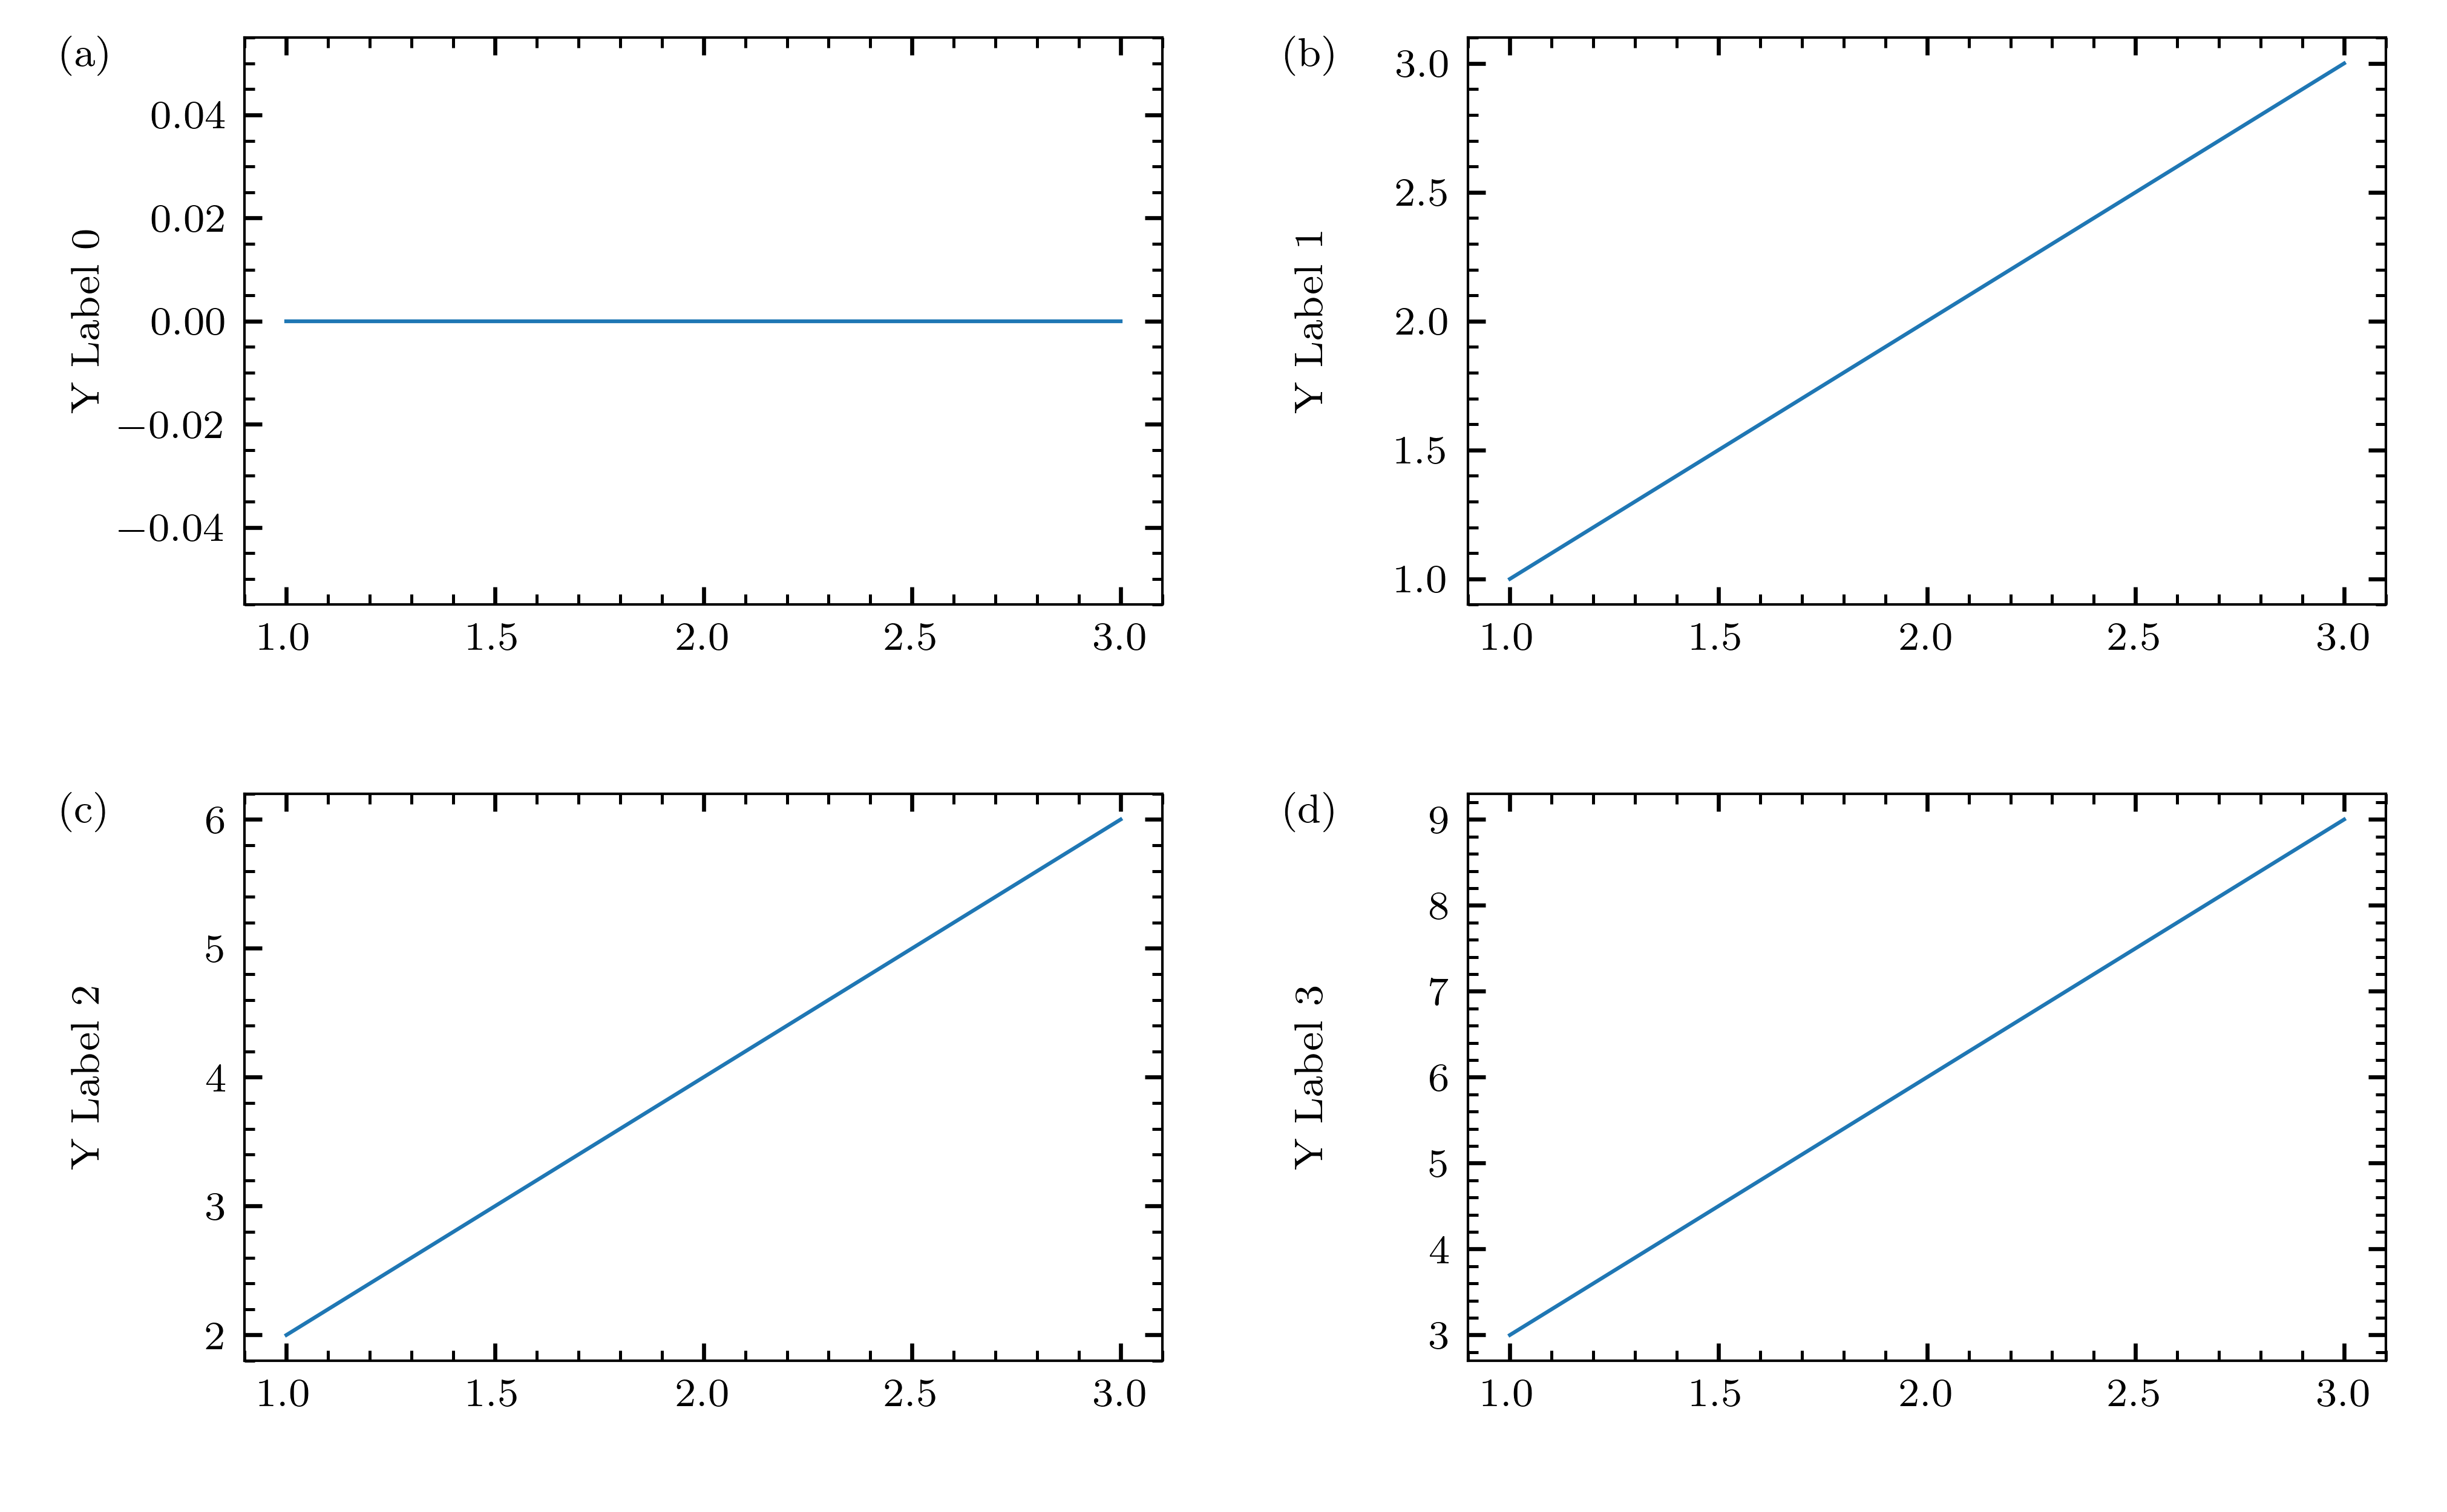 (a)
Y Label 0
0.04
0.02
0.00
−0.02
−0.04
1.0 1.5 2.0 2.5 3.0
(b)
Y Label 1
3.0
2.5
2.0
1.5
1.0
1.0 1.5 2.0 2.5 3.0
(c)
Y Label 2
6
5
4
3
2
1.0 1.5 2.0 2.5 3.0
(d)
Y Label 3
9
8
7
6
5
4
3
1.0 1.5 2.0 2.5 3.0